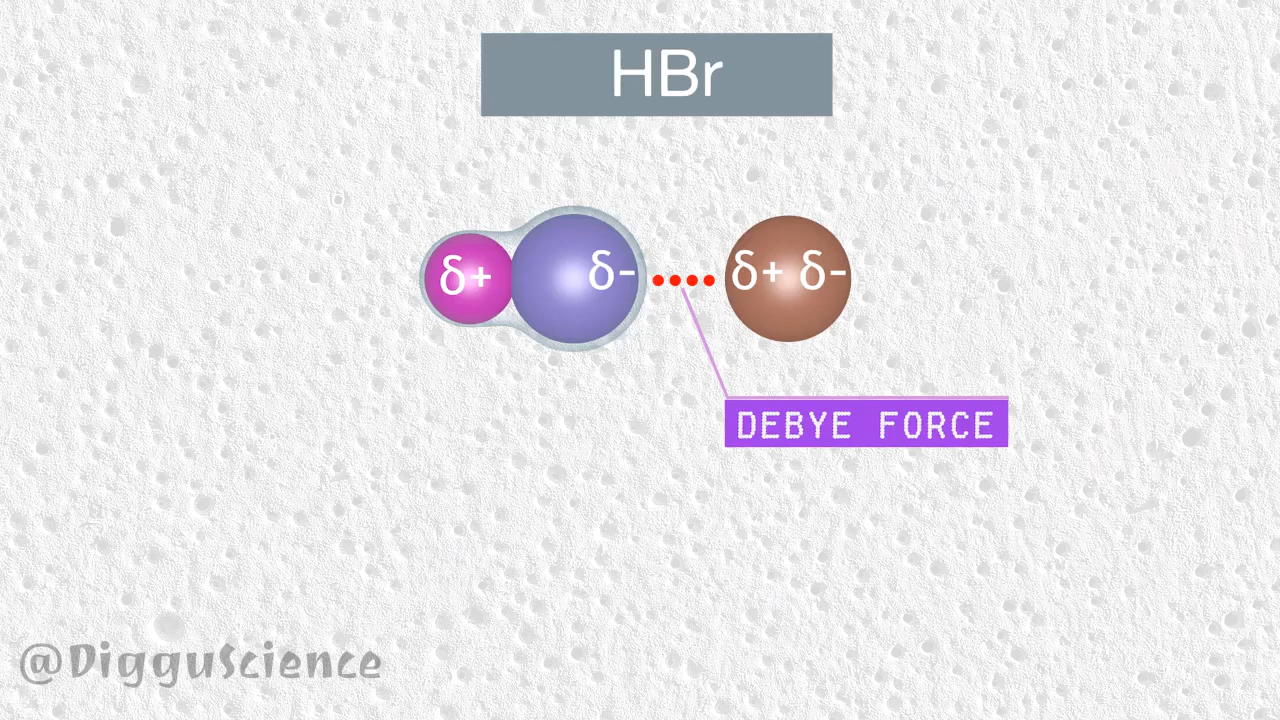 HBr
δ+ δ- δ+ δ-
DEBYE FORCE
@DigguScience